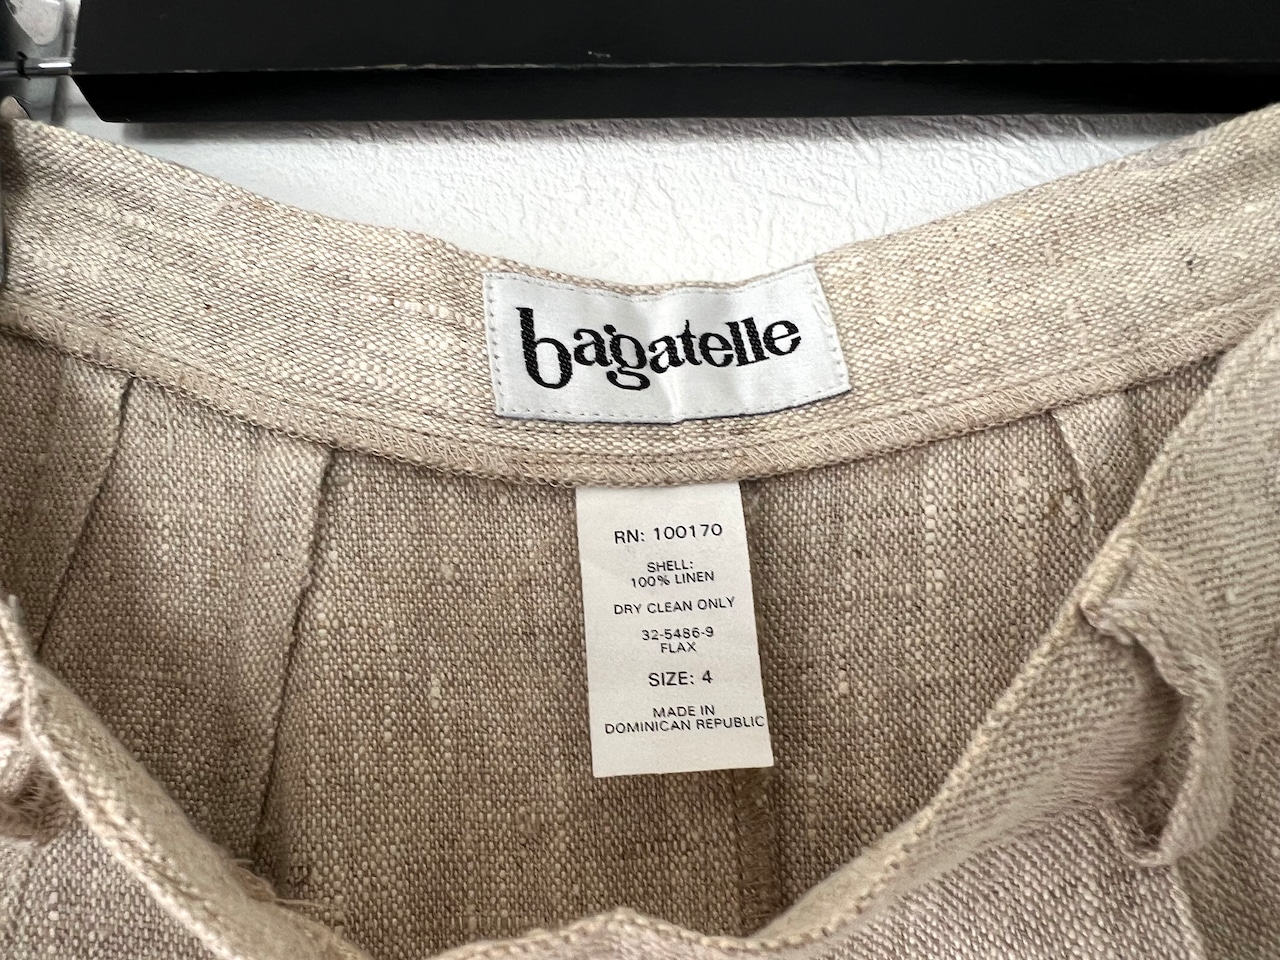 bagatelle
RN: 100170
SHELL:
100% LINEN
DRY CLEAN ONLY
32-5486-9
FLAX
SIZE: 4
MADE IN
DOMINICAN REPUBLIC